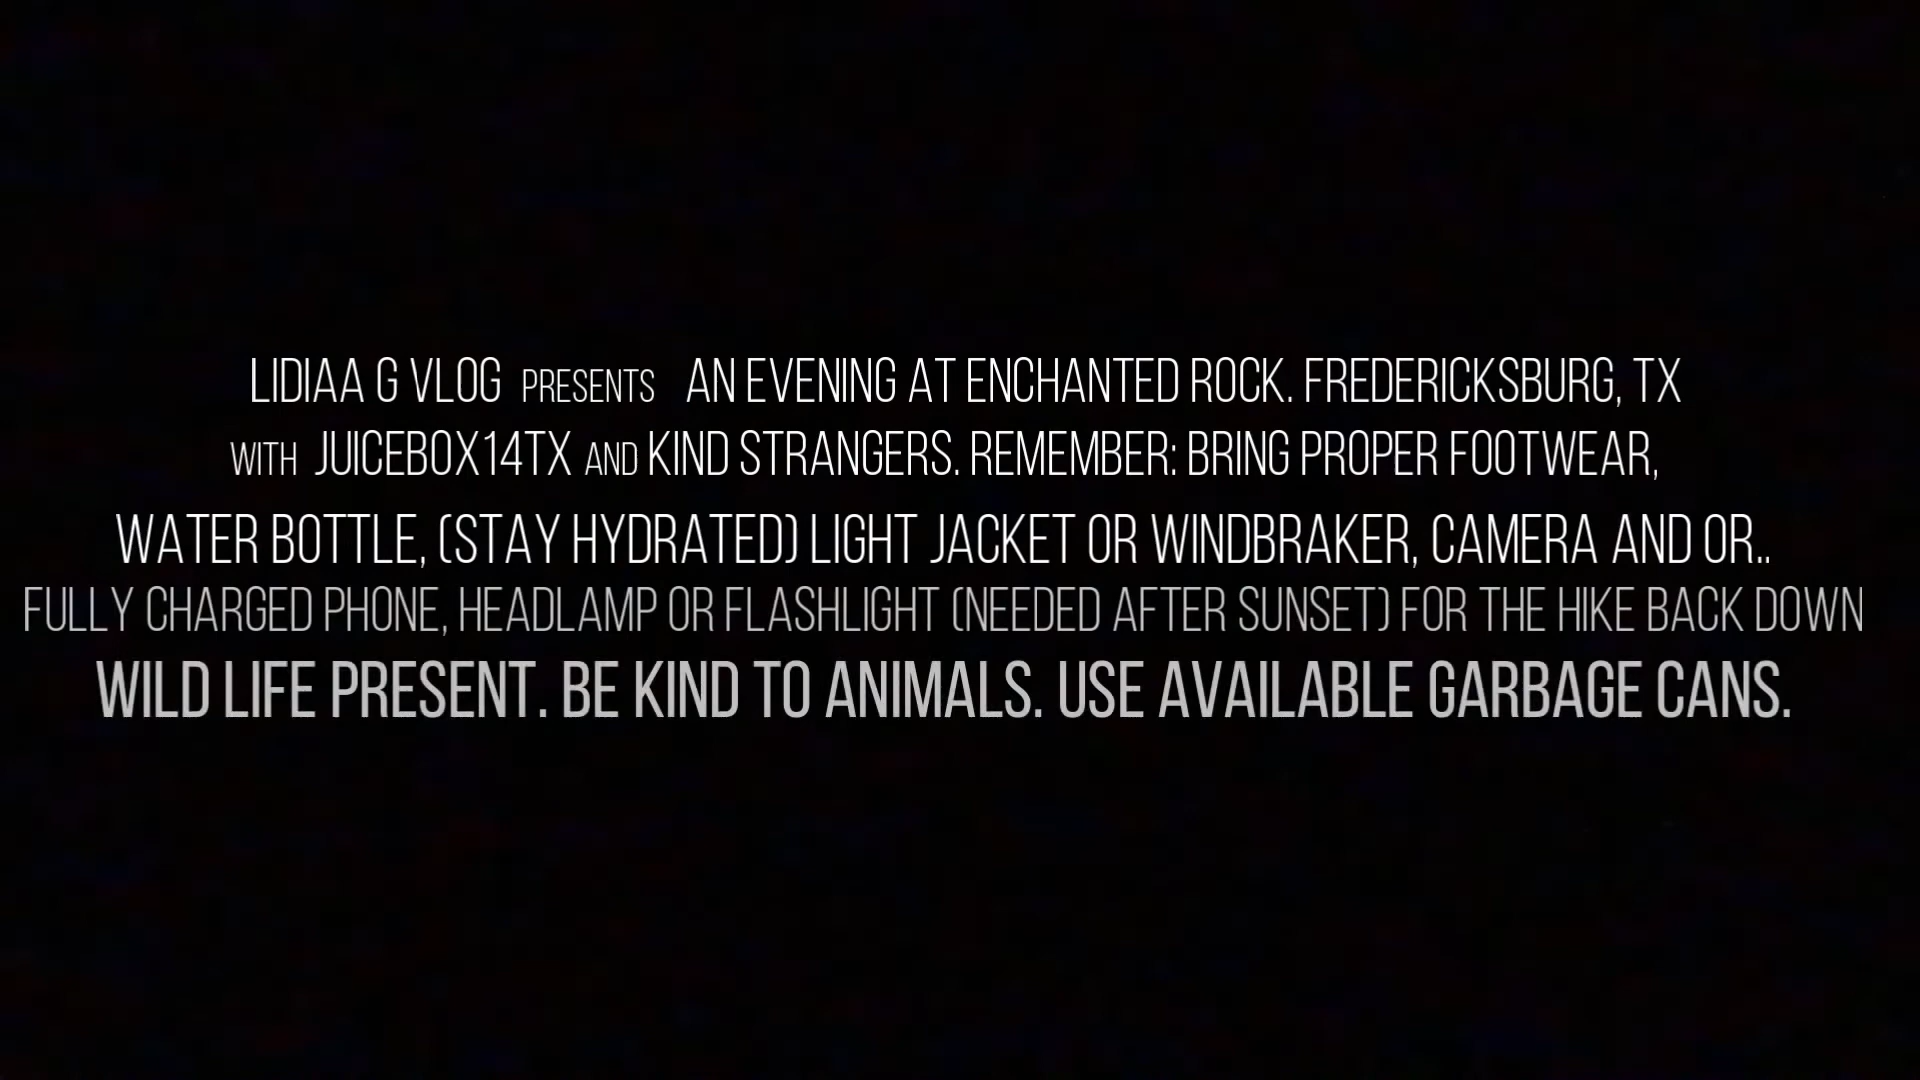 LIDIAA G VLOG PRESENTS AN EVENING AT ENCHANTED ROCK. FREDERICKSBURG, TX
WITH JUICEBOX14TX AND KIND STRANGERS. REMEMBER: BRING PROPER FOOTWEAR,
WATER BOTTLE, (STAY HYDRATED) LIGHT JACKET OR WINDBRAKER, CAMERA AND OR..
FULLY CHARGED PHONE, HEADLAMP OR FLASHLIGHT (NEEDED AFTER SUNSET) FOR THE HIKE BACK DOWN
WILD LIFE PRESENT. BE KIND TO ANIMALS. USE AVAILABLE GARBAGE CANS.